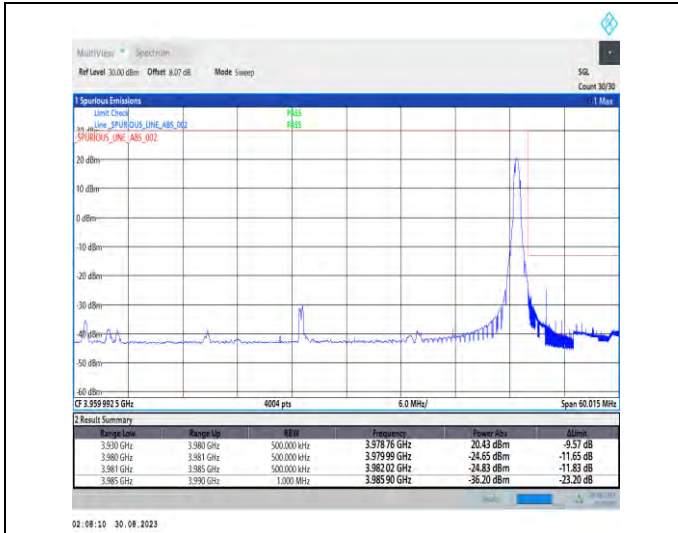 MultiView Spectrum
Ref Level 30.00 dBm Offset 8.07 dB Mode Sweep SGL
Count 30/30
1 Spurious Emissions 1 Max
Limit Check PASS
Line _SPURIOUS_LINE_ABS_002 PASS
_SPURIOUS_LINE_ABS_002
20 dBm
10 dBm
0 dBm
-10 dBm
-20 dBm
-30 dBm
-40 dBm
-50 dBm
-60 dBm
CF 3.959 992 5 GHz 4004 pts 6.0 MHz/ Span 60.015 MHz
2 Result Summary
Range Low Range Up RBW Frequency Power Abs ΔLimit
3.930 GHz 3.980 GHz 500.000 kHz 3.978 76 GHz 20.43 dBm -9.57 dB
3.980 GHz 3.981 GHz 500.000 kHz 3.979 99 GHz -24.65 dBm -11.65 dB
3.981 GHz 3.985 GHz 500.000 kHz 3.982 02 GHz -24.83 dBm -11.83 dB
3.985 GHz 3.990 GHz 1.000 MHz 3.985 90 GHz -36.20 dBm -23.20 dB
02:08:10 30.08.2023